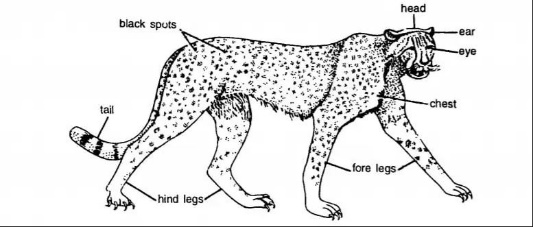 head
black spots
ear
eye
chest
tail
fore legs
hind legs